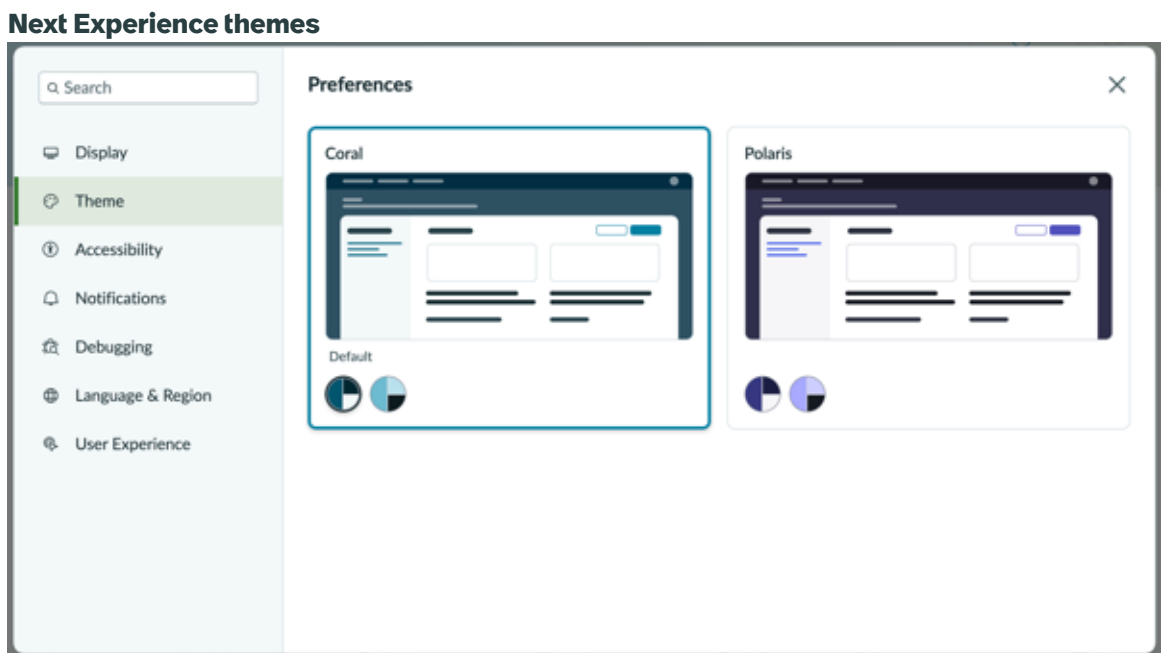 Next Experience themes
Search
Display
Theme
Accessibility
Notifications
Debugging
Language & Region
User Experience
Preferences
Coral
Default
Polaris